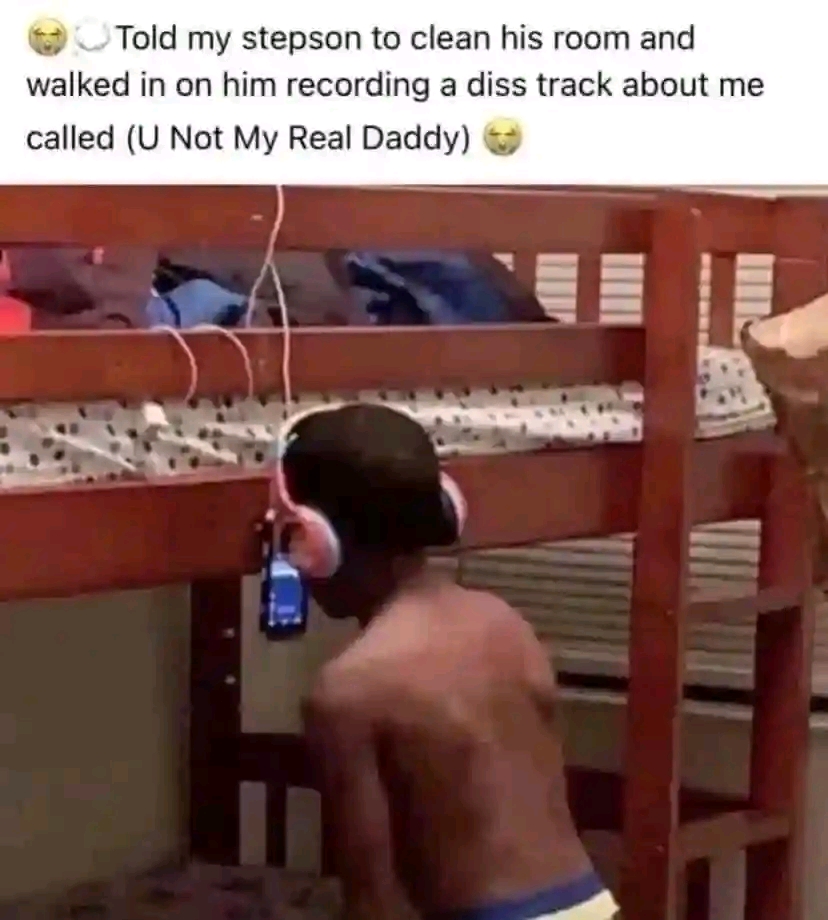 😭💭Told my stepson to clean his room and
walked in on him recording a diss track about me
called (U Not My Real Daddy) 😭